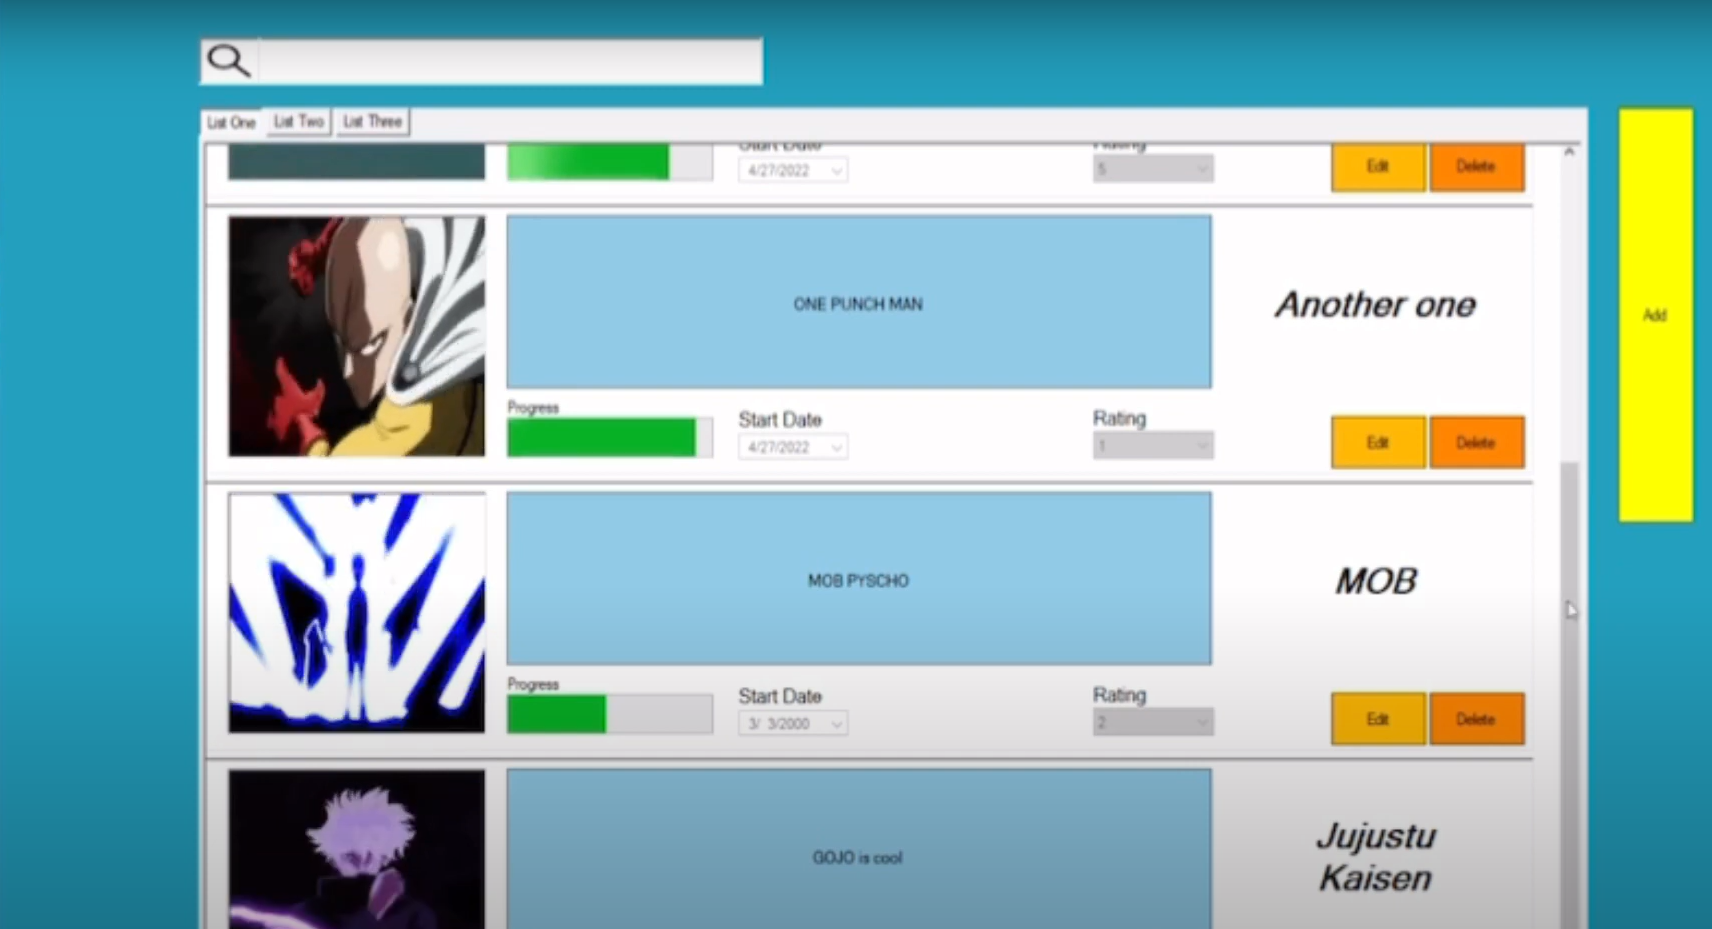 List One
List Two
List Three
Start Date
Rating
4/27/2022
5
Edit
Delete
ONE PUNCH MAN
Another one
Add
Progress
Start Date
4/27/2022
Rating
1
Edit
Delete
MOB PYSCHO
MOB
Progress
Start Date
3/ 3/2000
Rating
2
Edit
Delete
GOJO is cool
Jujustu
Kaisen